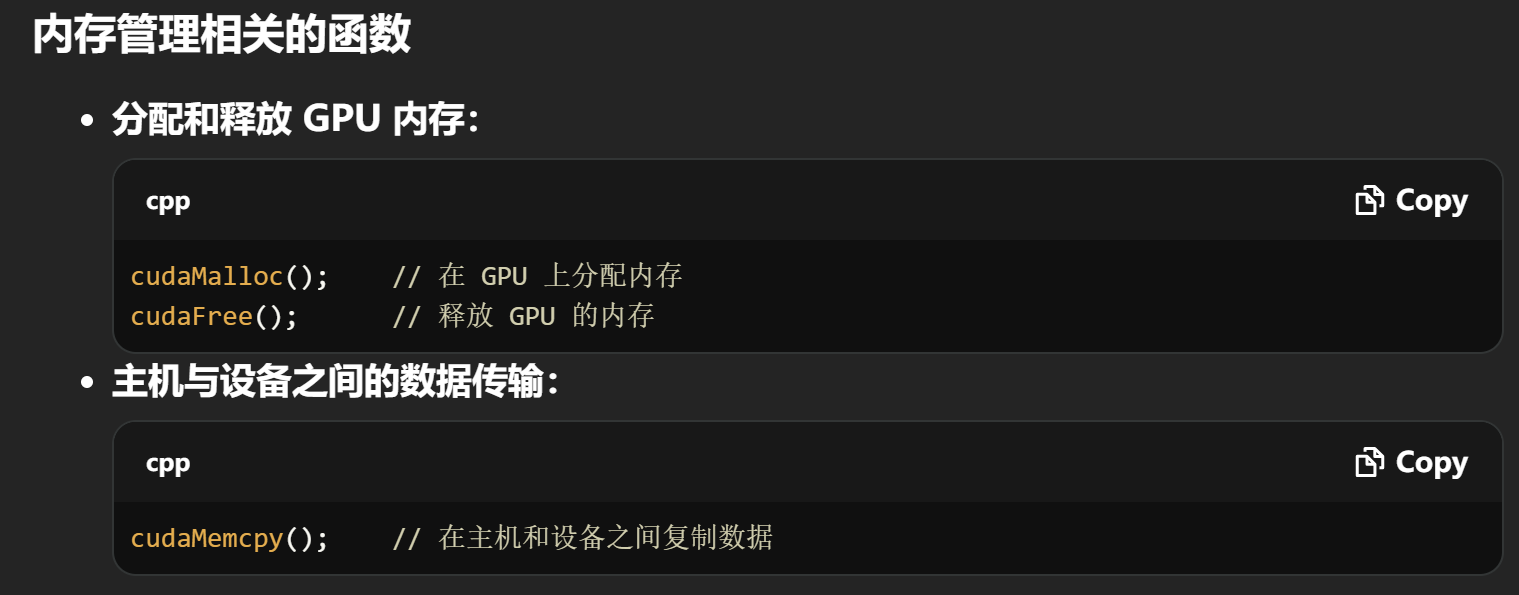 内存管理相关的函数
• 分配和释放 GPU 内存：
cpp Copy
cudaMalloc();    // 在 GPU 上分配内存
cudaFree();      // 释放 GPU 的内存
• 主机与设备之间的数据传输：
cpp Copy
cudaMemcpy();    // 在主机和设备之间复制数据